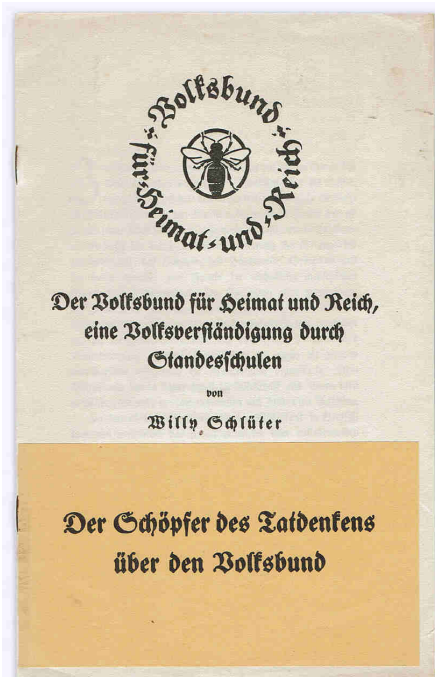 Volksbund
für Heimat und Reich
Der Volksbund für Heimat und Reich,
eine Volksverständigung durch
Standesschulen
von
Willy Schlüter
Der Schöpfer des Tatdenkens
über den Volksbund